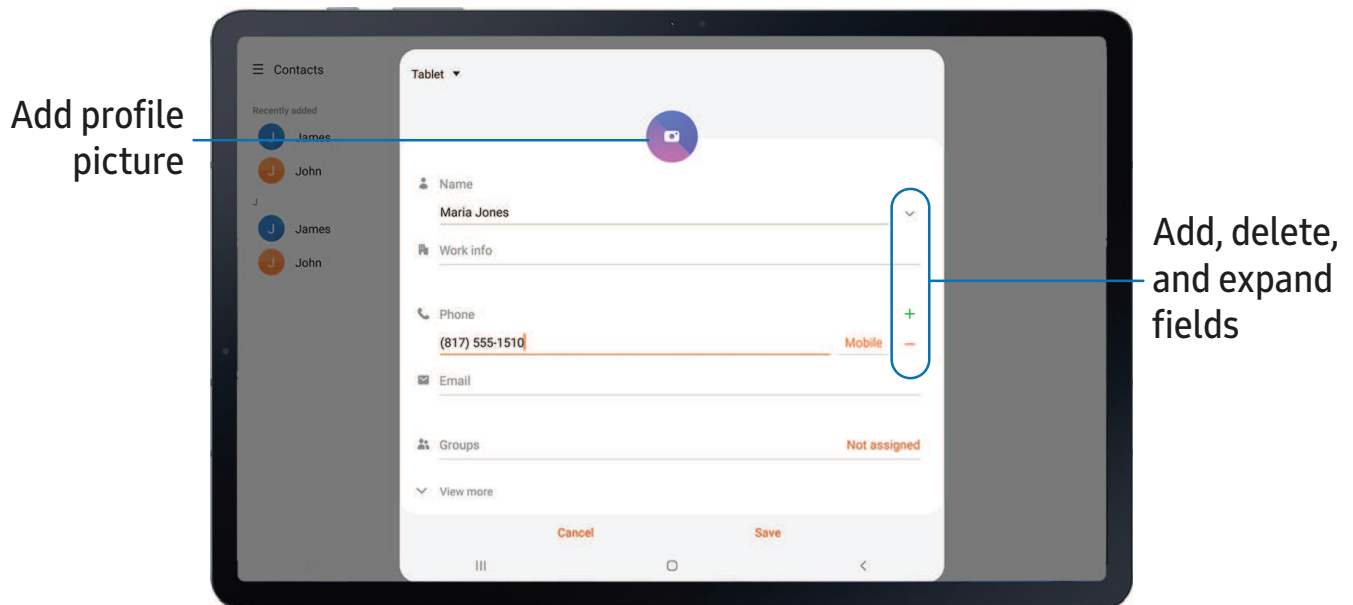 Contacts
Recently added
J
James
J
John
J
J
James
J
John
Add profile
picture
Tablet
Name
Maria Jones
Work info
Phone
(817) 555-1510
Mobile
Email
Groups
Not assigned
View more
Cancel
Save
Add, delete,
and expand
fields